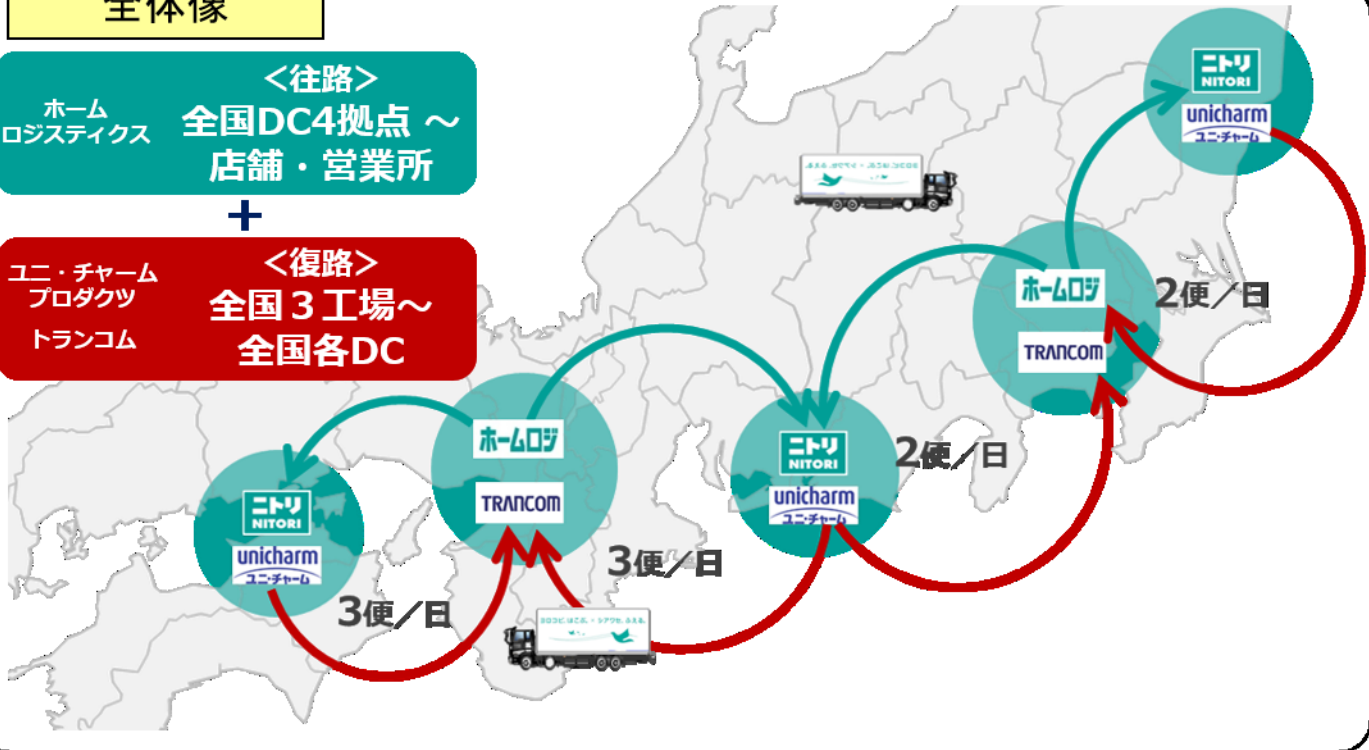 全体像
ホーム
ロジスティクス
＜往路＞
全国DC4拠点 ～
店舗・営業所
+
ユニ・チャーム
プロダクツ
トランコム
＜復路＞
全国３工場～
全国各DC
ニトリ
NITORI
unicharm
ユニ・チャーム
ホームロジ
TRANCOM
2便／日
ニトリ
NITORI
unicharm
ユニ・チャーム
2便／日
ホームロジ
TRANCOM
3便／日
ニトリ
NITORI
unicharm
ユニ・チャーム
3便／日